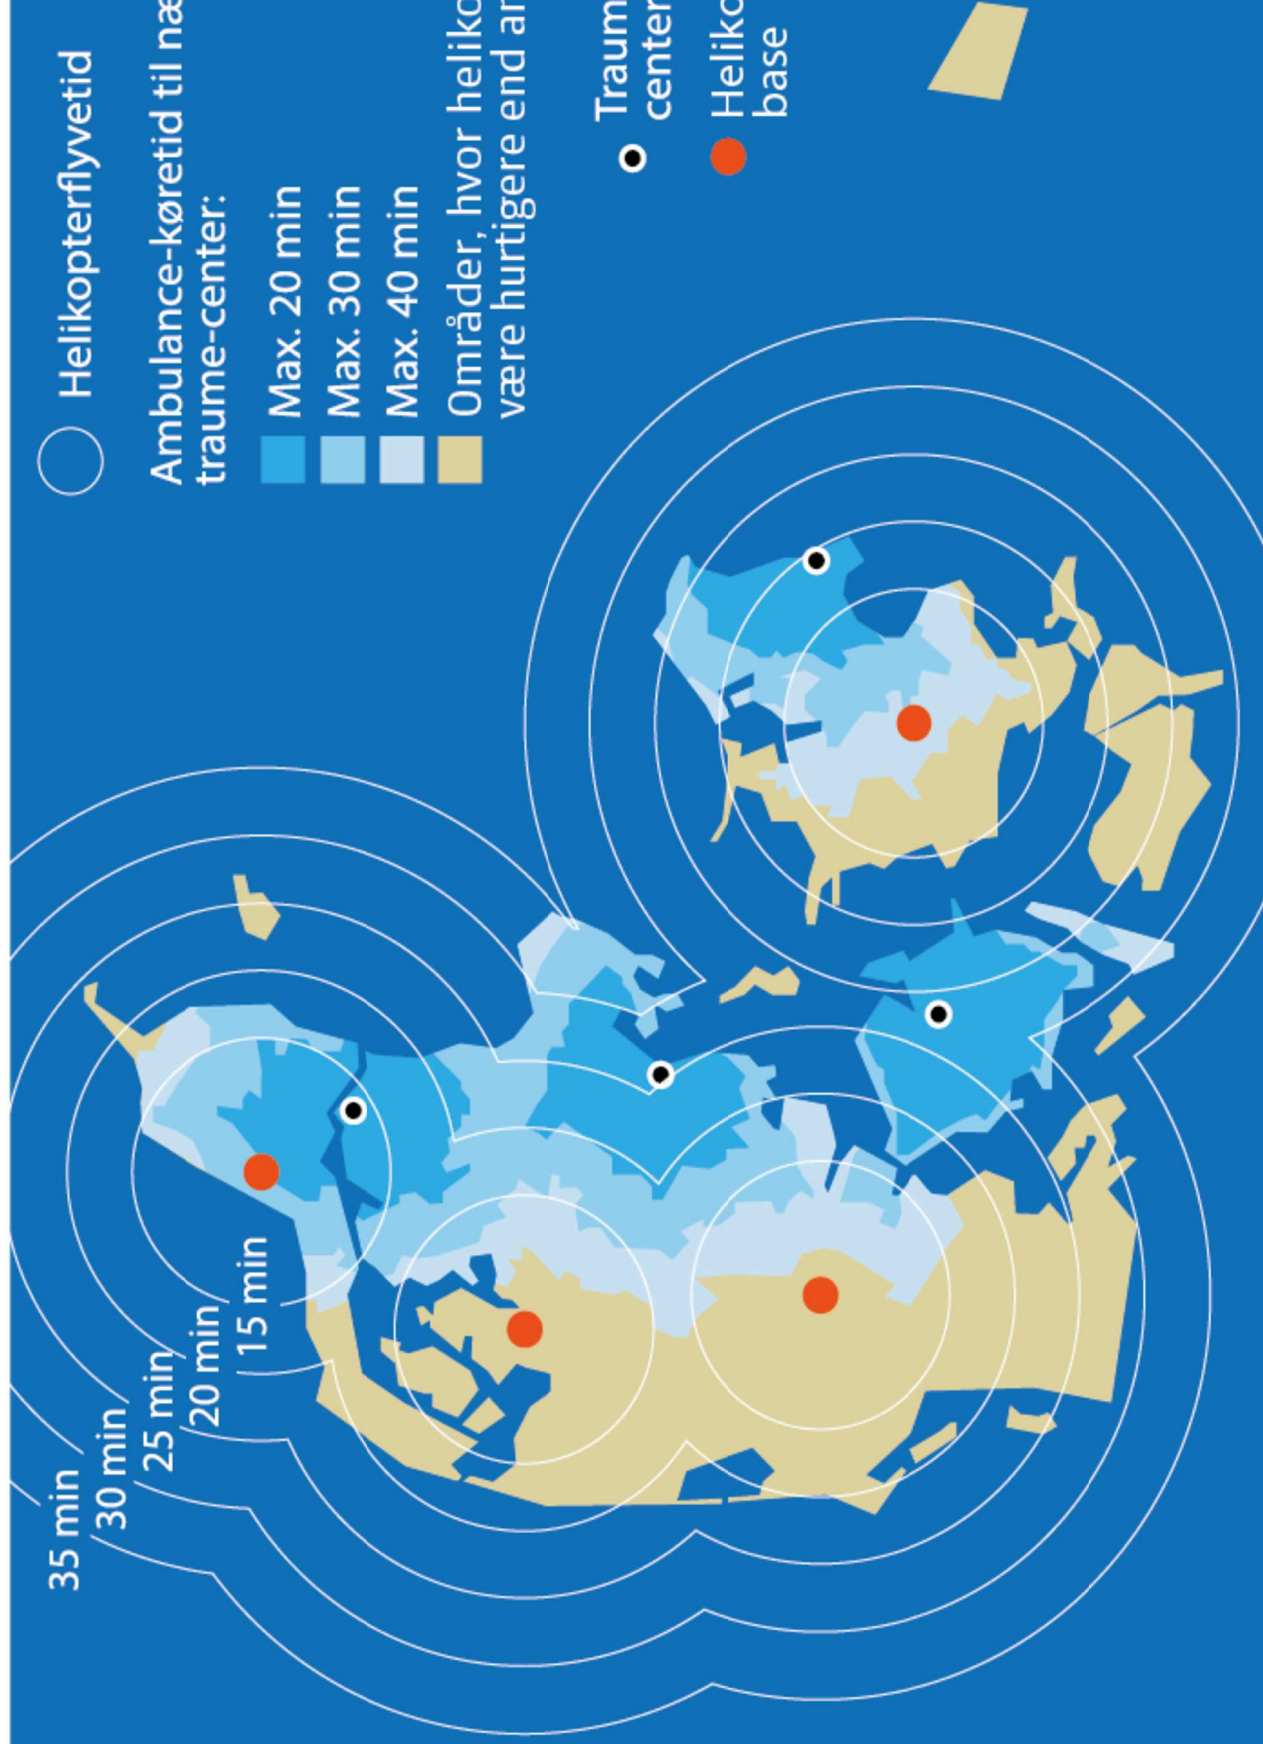 Helikopterflyvetid
Ambulance-køretid til næ
traume-center:
Max. 20 min
Max. 30 min
Max. 40 min
Områder, hvor heliko
være hurtigere end am
Traum
center
Heliko
base
35 min
30 min
25 min
20 min
15 min